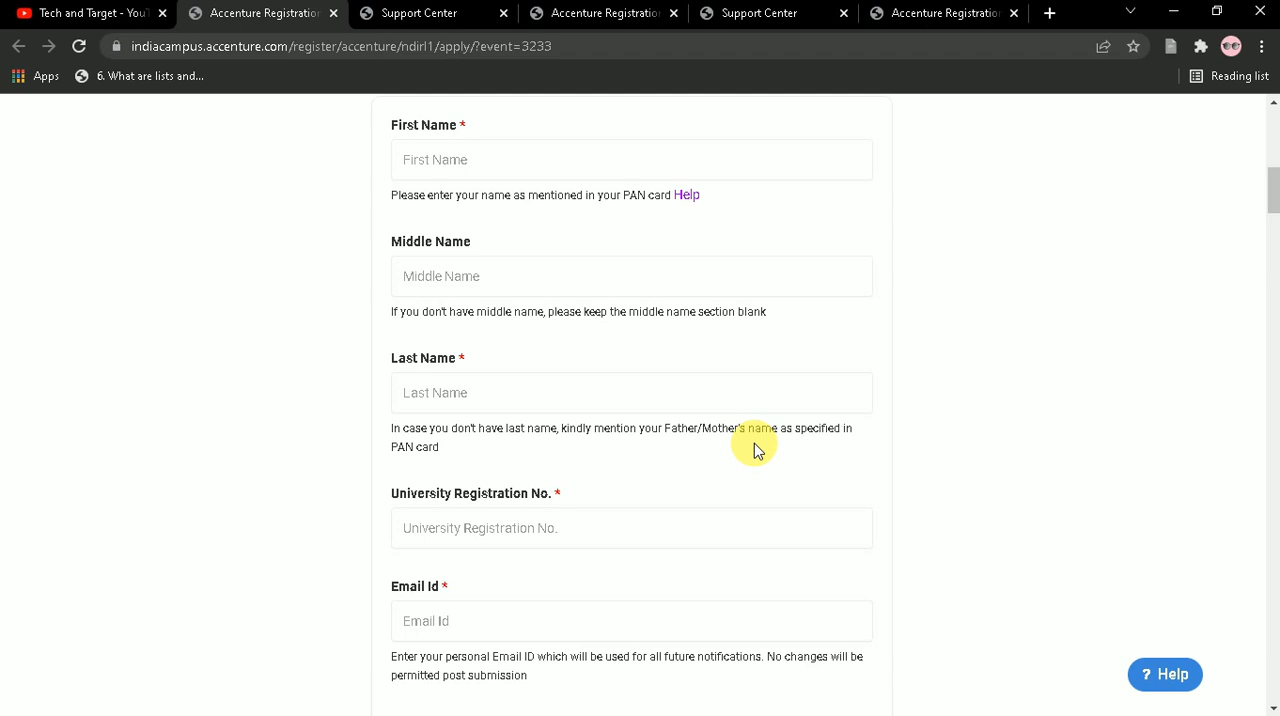 Tech and Target - You
Accenture Registration
Support Center
Accenture Registratio
Support Center
Accenture Registratio
indiacampus.accenture.com/register/accenture/ndirl1/apply/?event=3233
Apps
6. What are lists and...
Reading list
First Name *
First Name
Please enter your name as mentioned in your PAN card Help
Middle Name
Middle Name
If you don't have middle name, please keep the middle name section blank
Last Name *
Last Name
In case you don't have last name, kindly mention your Father/Mother's name as specified in
PAN card
University Registration No. *
University Registration No.
Email Id *
Email Id
Enter your personal Email ID which will be used for all future notifications. No changes will be
permitted post submission
? Help